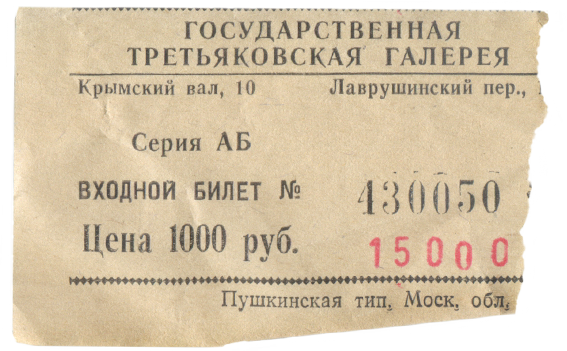 ГОСУДАРСТВЕННАЯ
ТРЕТЬЯКОВСКАЯ ГАЛЕРЕЯ
Крымский вал, 10 Лаврушинский пер.,
Серия АБ
ВХОДНОЙ БИЛЕТ № 430050
Цена 1000 руб. 15000
Пушкинская тип. Моск. обл.